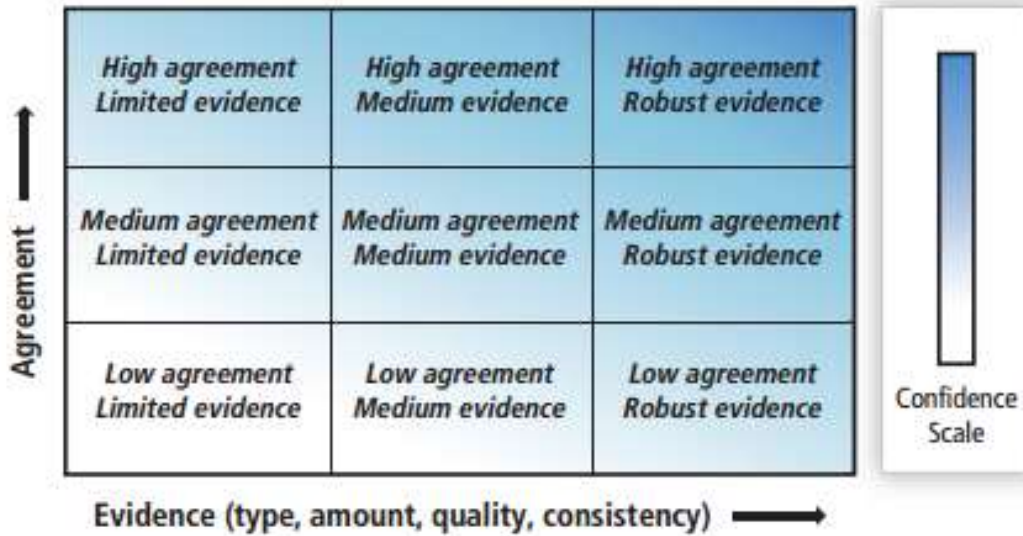 High agreement
Limited evidence
High agreement
Medium evidence
High agreement
Robust evidence
Medium agreement
Limited evidence
Medium agreement
Medium evidence
Medium agreement
Robust evidence
Low agreement
Limited evidence
Low agreement
Medium evidence
Low agreement
Robust evidence
Agreement
Evidence (type, amount, quality, consistency)
Confidence
Scale